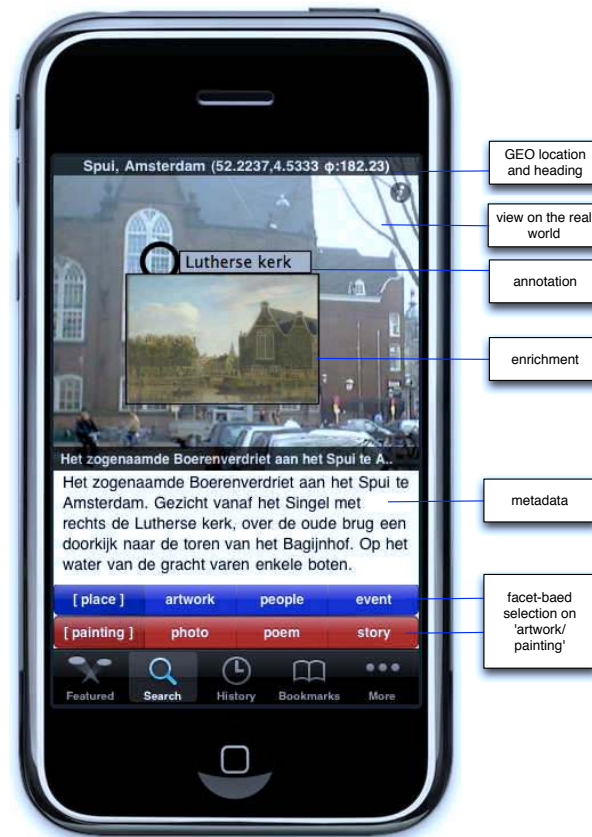 Spui, Amsterdam (52.2237,4.5333 φ:182.23)
GEO location
and heading
view on the real
world
Lutherse kerk
annotation
enrichment
Het zogenaamde Boerenverdriet aan het Spui te A..
Het zogenaamde Boerenverdriet aan het Spui te
Amsterdam. Gezicht vanaf het Singel met
rechts de Lutherse kerk, over de oude brug een
doorkijk naar de toren van het Bagijnhof. Op het
water van de gracht varen enkele boten.
metadata
[ place ] artwork people event
[ painting ] photo poem story
facet-baed
selection on
'artwork/
painting'
Featured Search History Bookmarks More